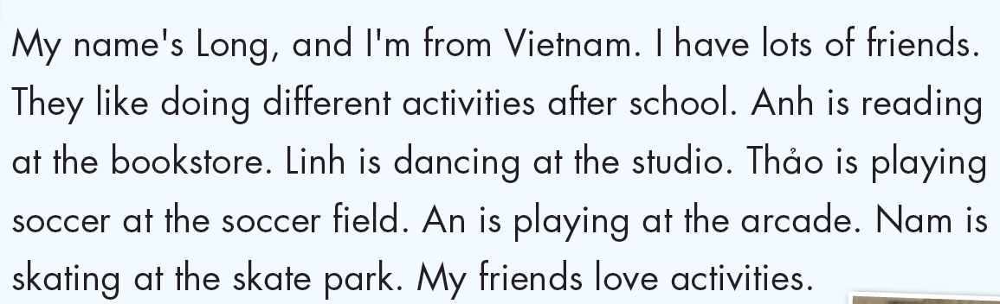 My name's Long, and I'm from Vietnam. I have lots of friends.
They like doing different activities after school. Anh is reading
at the bookstore. Linh is dancing at the studio. Thảo is playing
soccer at the soccer field. An is playing at the arcade. Nam is
skating at the skate park. My friends love activities.